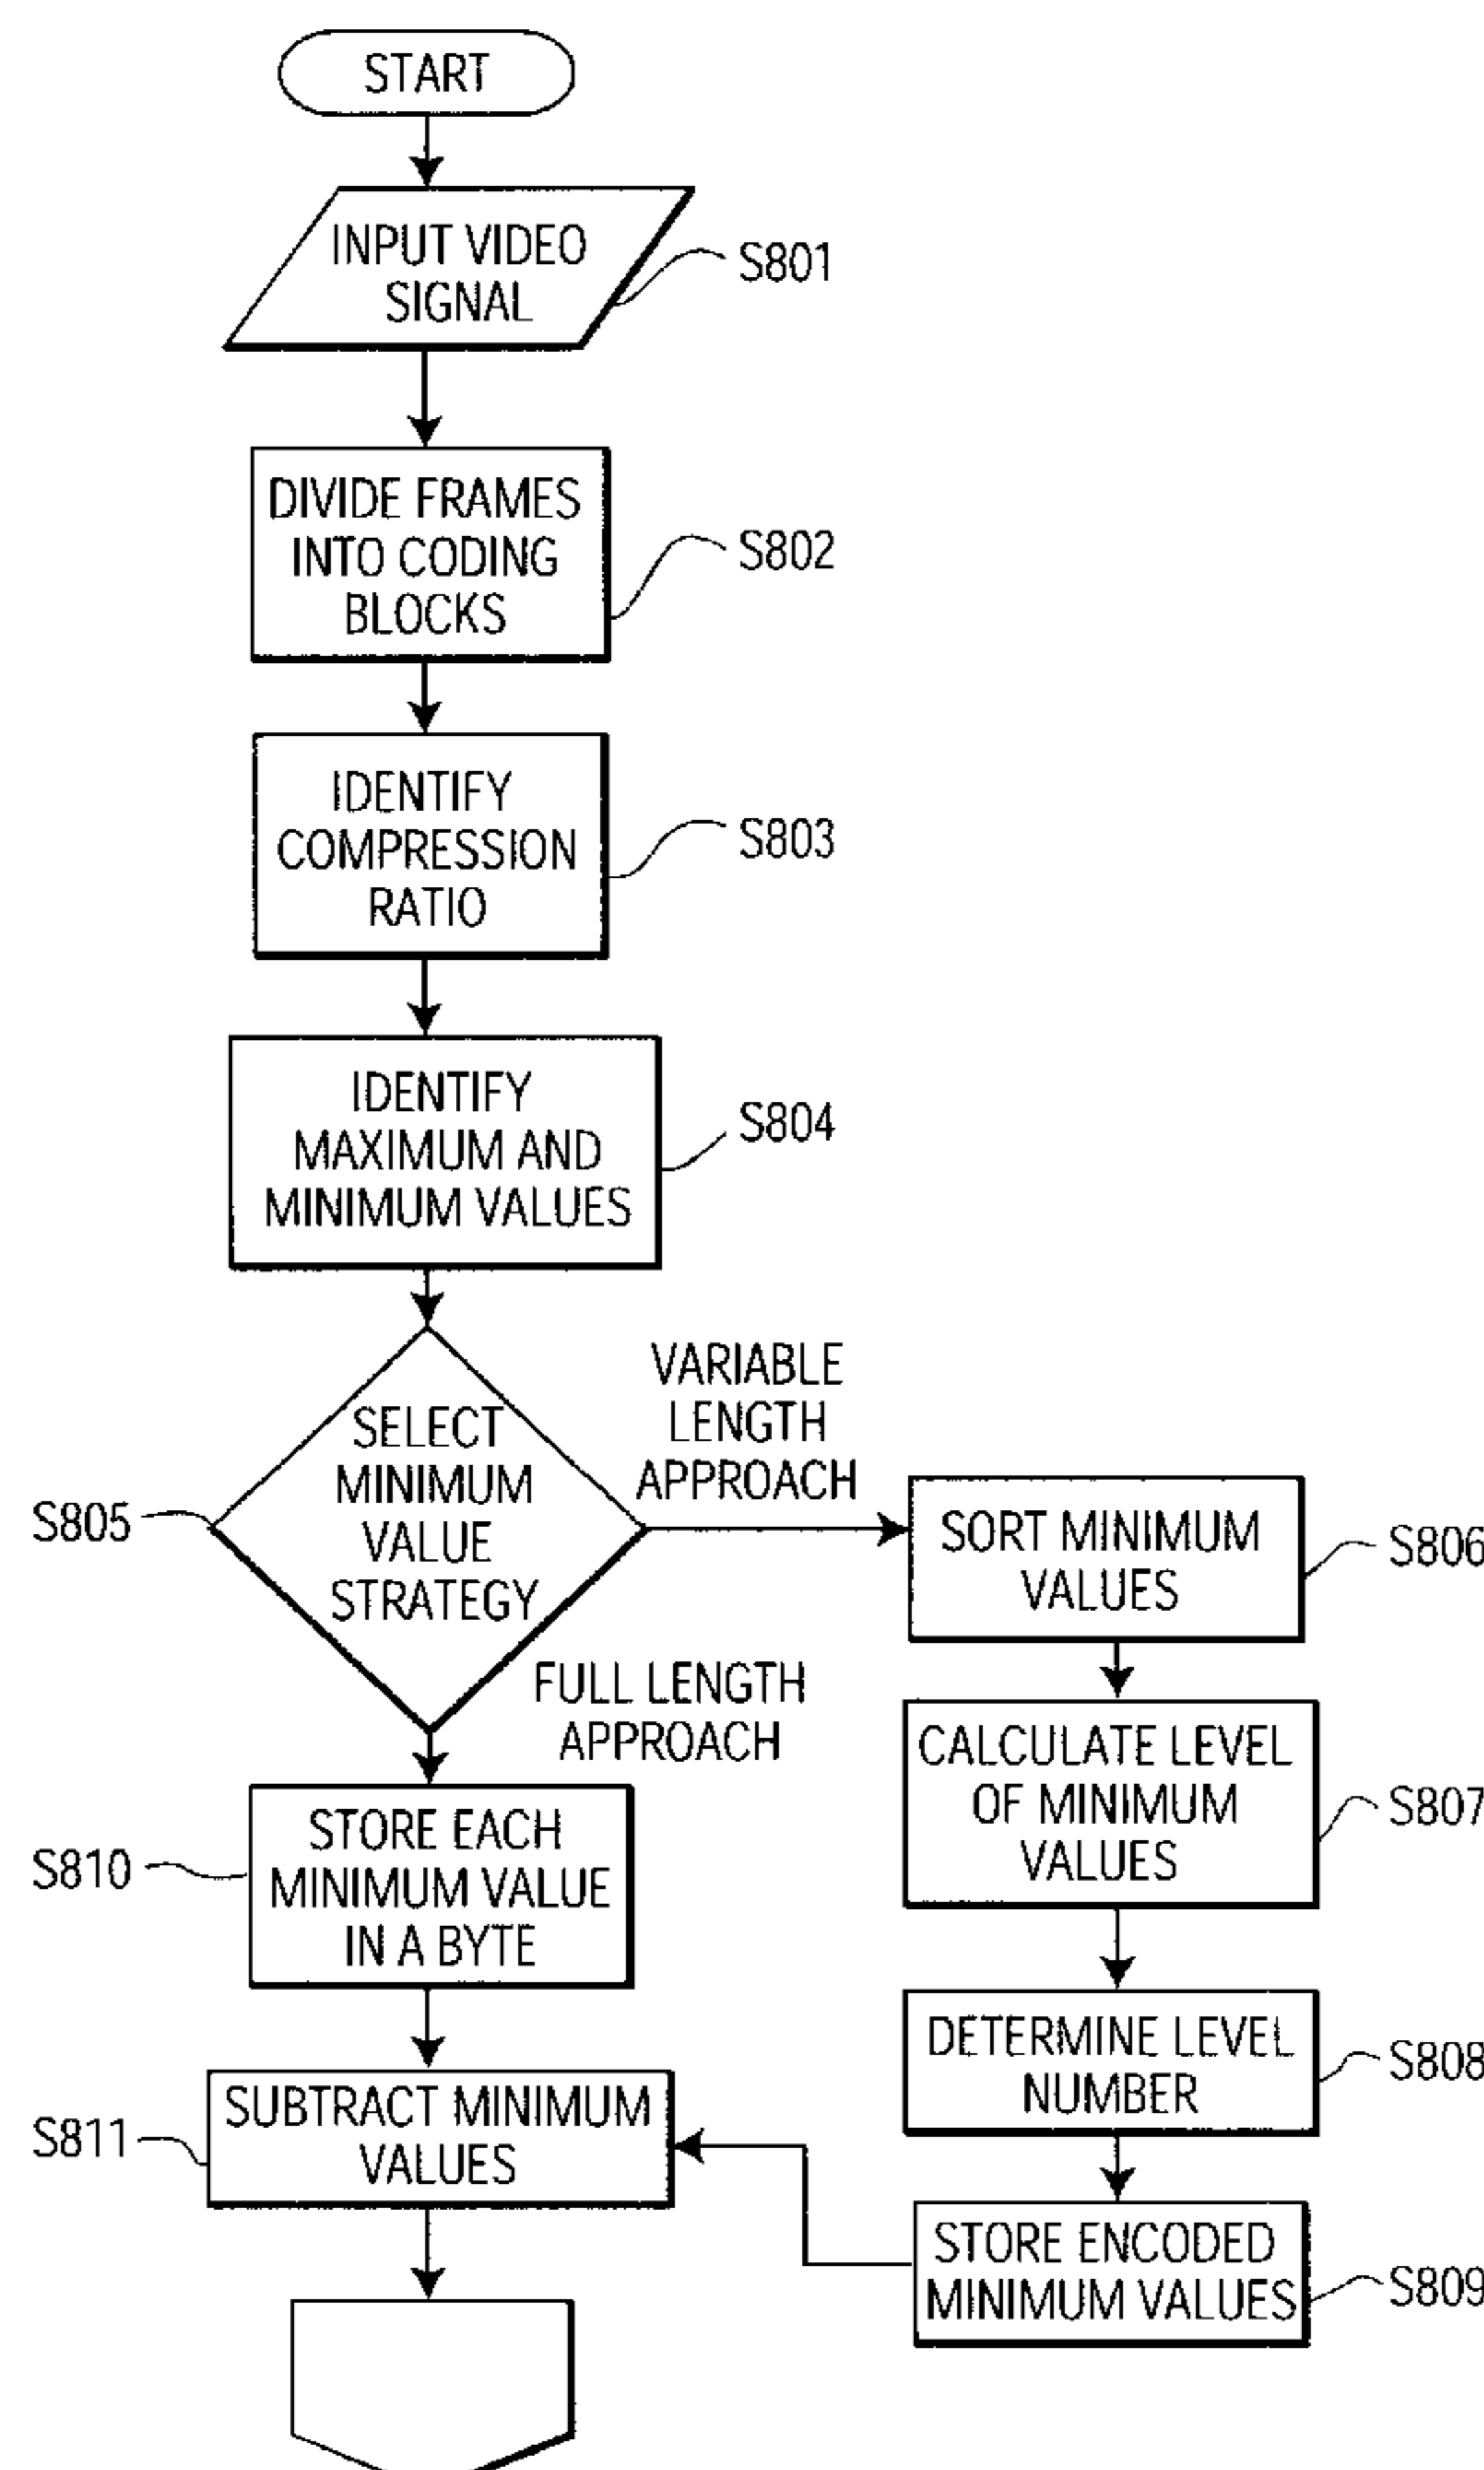 START
INPUT VIDEO
SIGNAL
S801
DIVIDE FRAMES
INTO CODING
BLOCKS
S802
IDENTIFY
COMPRESSION
RATIO
S803
IDENTIFY
MAXIMUM AND
MINIMUM VALUES
S804
SELECT
MINIMUM
VALUE
STRATEGY
S805
VARIABLE
LENGTH
APPROACH
SORT MINIMUM
VALUES
S806
FULL LENGTH
APPROACH
CALCULATE LEVEL
OF MINIMUM
VALUES
S807
STORE EACH
MINIMUM VALUE
IN A BYTE
S810
DETERMINE LEVEL
NUMBER
S808
SUBTRACT MINIMUM
VALUES
S811
STORE ENCODED
MINIMUM VALUES
S809